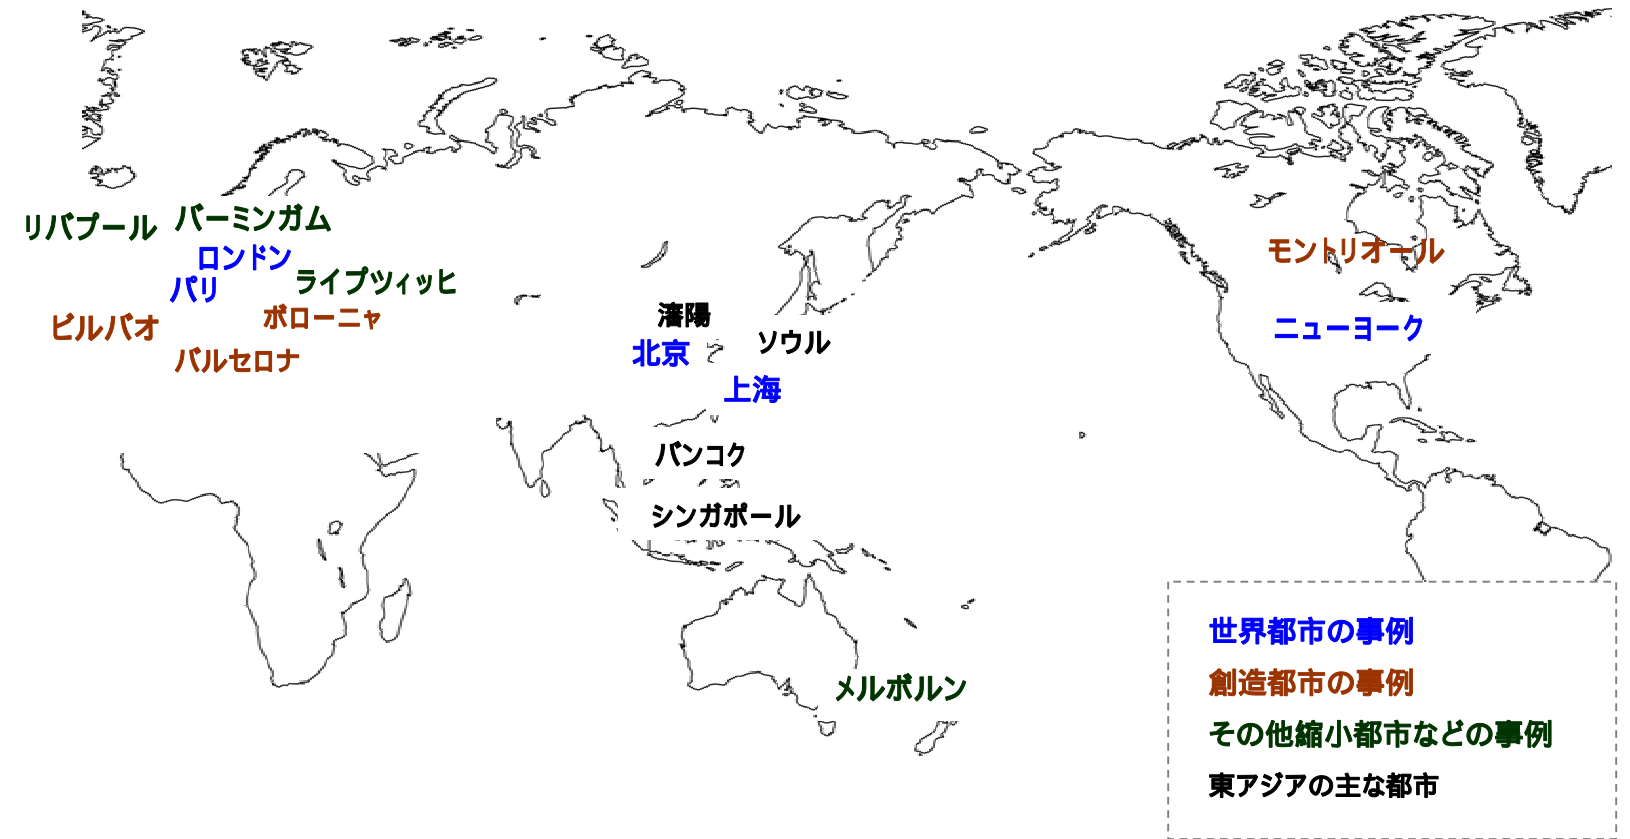 リバプール
バーミンガム
ロンドン
パリ
ライプツィッヒ
ビルバオ
ボローニャ
バルセロナ
瀋陽
北京
ソウル
上海
バンコク
シンガポール
メルボルン
モントリオール
ニューヨーク
世界都市の事例
創造都市の事例
その他縮小都市などの事例
東アジアの主な都市